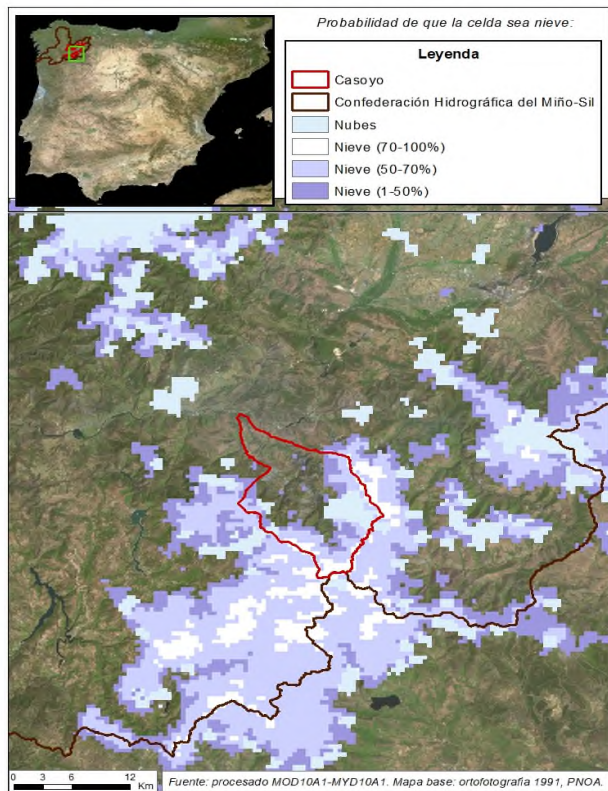 Probabilidad de que la celda sea nieve:
Leyenda
Casoyo
Confederación Hidrográfica del Miño-Sil
Nubes
Nieve (70-100%)
Nieve (50-70%)
Nieve (1-50%)
0 3 6 12
Km
Fuente: procesado MOD10A1-MYD10A1. Mapa base: ortofotografía 1991, PNOA.